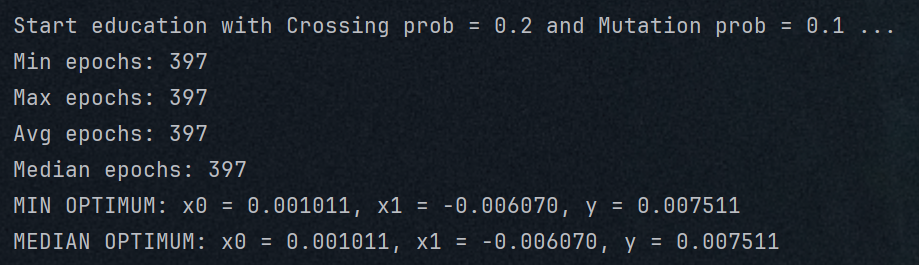 Start education with Crossing prob = 0.2 and Mutation prob = 0.1 ...
Min epochs: 397
Max epochs: 397
Avg epochs: 397
Median epochs: 397
MIN OPTIMUM: x0 = 0.001011, x1 = -0.006070, y = 0.007511
MEDIAN OPTIMUM: x0 = 0.001011, x1 = -0.006070, y = 0.007511